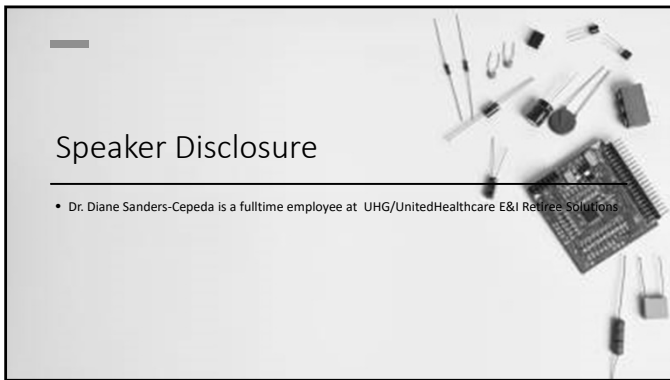 Speaker Disclosure
• Dr. Diane Sanders-Cepeda is a fulltime employee at  UHG/UnitedHealthcare E&I Retiree Solutions